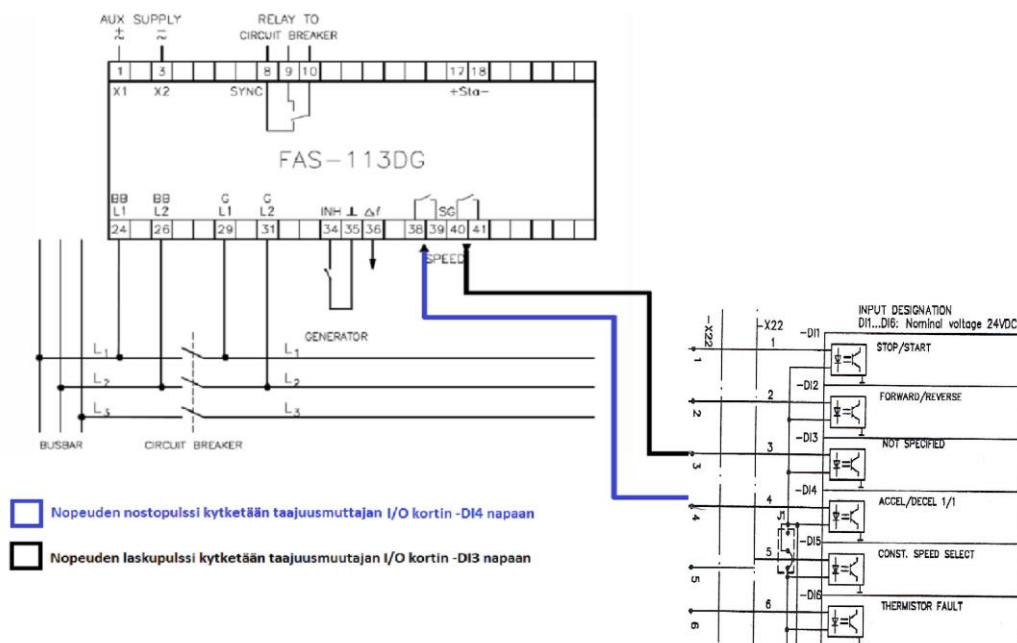 AUX SUPPLY
RELAY TO
CIRCUIT BREAKER
1 3 8 9 10 17 18
X1 X2 SYNC +Sta-
FAS-113DG
BB BB G G
L1 L2 L1 L2 INH ⊥ Δf SG
24 26 29 31 34 35 36 38 39 40 41
SPEED
GENERATOR
L1 L1
L2 L2
L3 L3
BUSBAR CIRCUIT BREAKER
Nopeuden nostopulssi kytketään taajuusmuttajan I/O kortin -DI4 napaan
Nopeuden laskupulssi kytketään taajuusmuutajan I/O kortin -DI3 napaan
INPUT DESIGNATION
DI1...DI6: Nominal voltage 24VDC
-X22 -X22 -DI1
1 1 STOP/START
-DI2
2 2 FORWARD/REVERSE
-DI3
3 3 NOT SPECIFIED
-DI4
4 4 ACCEL/DECEL 1/1
J1
-DI5
5 5 CONST. SPEED SELECT
-DI6
6 6 THERMISTOR FAULT